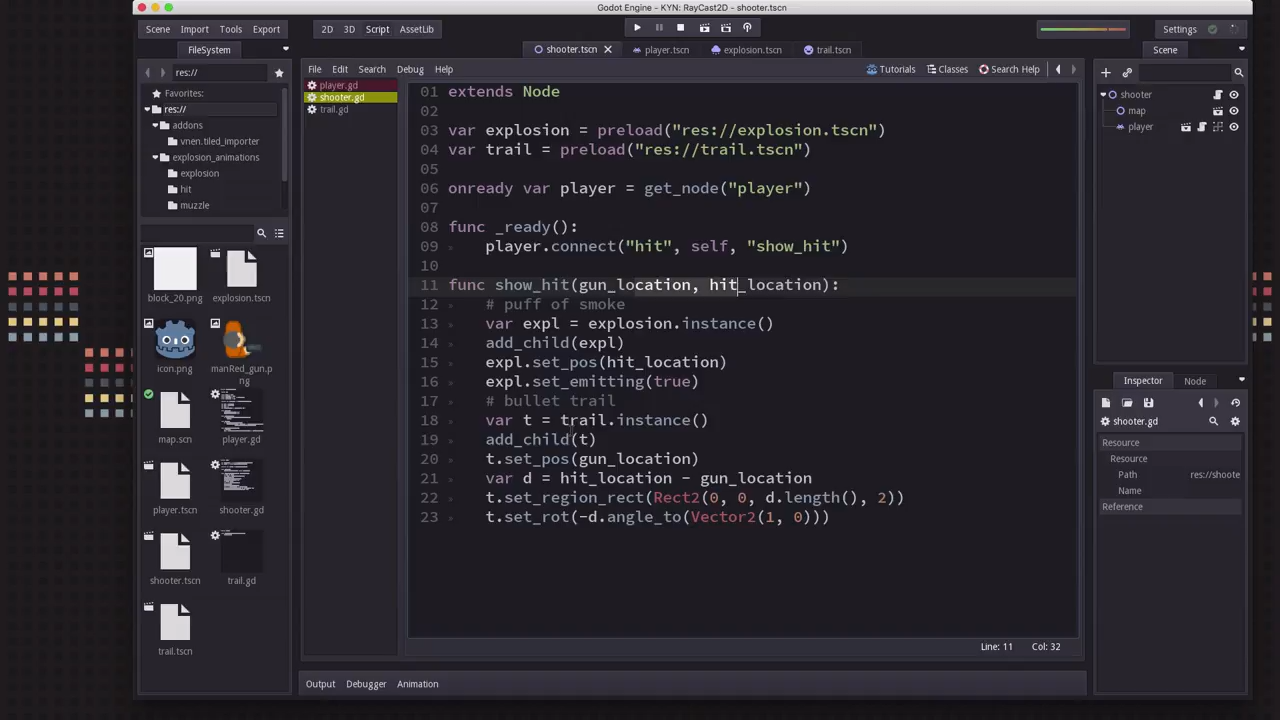 Godot Engine - KYN: RayCast2D - shooter.tscn
Scene Import Tools Export
2D 3D Script AssetLib
Settings
FileSystem
shooter.tscn player.tscn explosion.tscn trail.tscn
Scene
res://
File Edit Search Debug Help
Tutorials Classes Search Help
Favorites:
res://
addons
vnen.tiled_importer
explosion_animations
explosion
hit
muzzle
block_20.png
explosion.tscn
icon.png
manRed_gun.png
map.scn
player.gd
player.tscn
shooter.gd
shooter.tscn
trail.gd
trail.tscn
player.gd
shooter.gd
trail.gd
01 extends Node
02
03 var explosion = preload("res://explosion.tscn")
04 var trail = preload("res://trail.tscn")
05
06 onready var player = get_node("player")
07
08 func _ready():
09 player.connect("hit", self, "show_hit")
10
11 func show_hit(gun_location, hit_location):
12 # puff of smoke
13 var expl = explosion.instance()
14 add_child(expl)
15 expl.set_pos(hit_location)
16 expl.set_emitting(true)
17 # bullet trail
18 var t = trail.instance()
19 add_child(t)
20 t.set_pos(gun_location)
21 var d = hit_location - gun_location
22 t.set_region_rect(Rect2(0, 0, d.length(), 2))
23 t.set_rot(-d.angle_to(Vector2(1, 0)))
Line: 11 Col: 32
Output Debugger Animation
shooter
map
player
Inspector Node
shooter.gd
Resource
Resource
Path res://shoote
Name
Reference